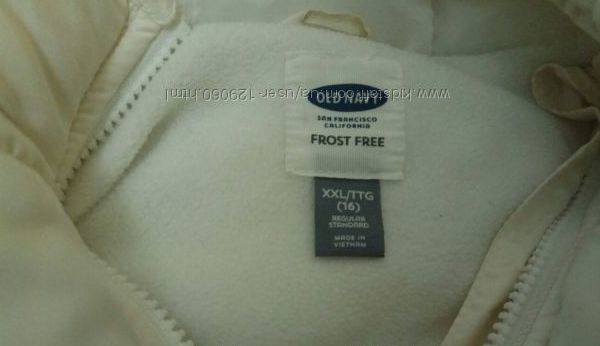 OLD NAVY
SAN FRANCISCO
CALIFORNIA
FROST FREE
XXL/TTG
(16)
REGULAR
STANDARD
MADE IN
VIETNAM
www.kidstaff.com.ua/user-129060.html